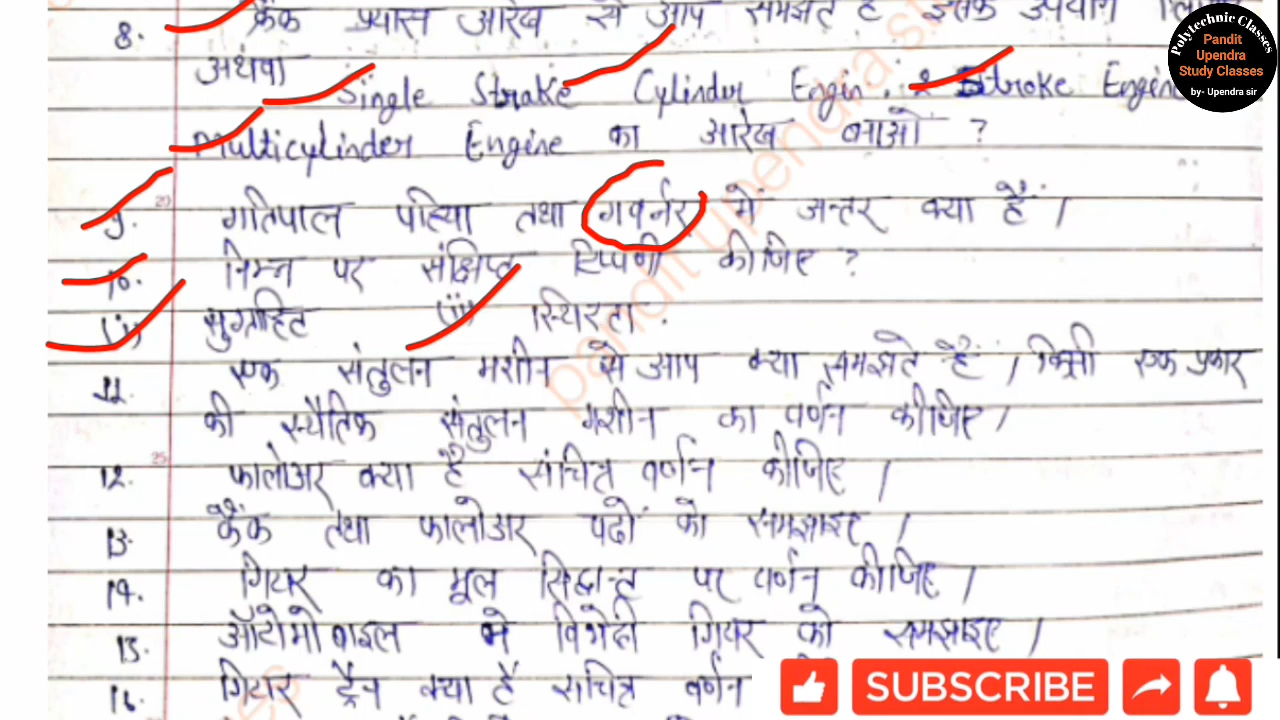 8. क्रैंक प्रयास आरेख से आप समझते है इसके उपयोग
अथवा
Single Strake Cylinder Engin. & Stroke Engine
Multicylinder Engine का आरेख बनाओ ?
9. गतिपाल पहिया तथा गवर्नर में अन्तर क्या हैं ।
10. निम्न पर संक्षिप्त टिप्पणी कीजिए ?
(i) सुग्राहित (ii) स्थिरता .
11. एक संतुलन मशीन से आप क्या समझते हैं । किसी एक प्रकार
की स्थैतिक संतुलन मशीन का वर्णन कीजिए ।
12. फालोअर क्या है संचित्र वर्णन कीजिए ।
13. कैंक तथा फालोअर पदों को समझाइए ।
14. गियर का मूल सिद्धान्त पर वर्णन कीजिए ।
15. ऑटोमोबाइल मे विभेदी गियर को समझाइए ।
16. गियर ट्रैन क्या है सचित्र वर्णन
Polytechnic Classes
Pandit
Upendra
Study Classes
by:- Upendra sir
SUBSCRIBE
pandit upendra